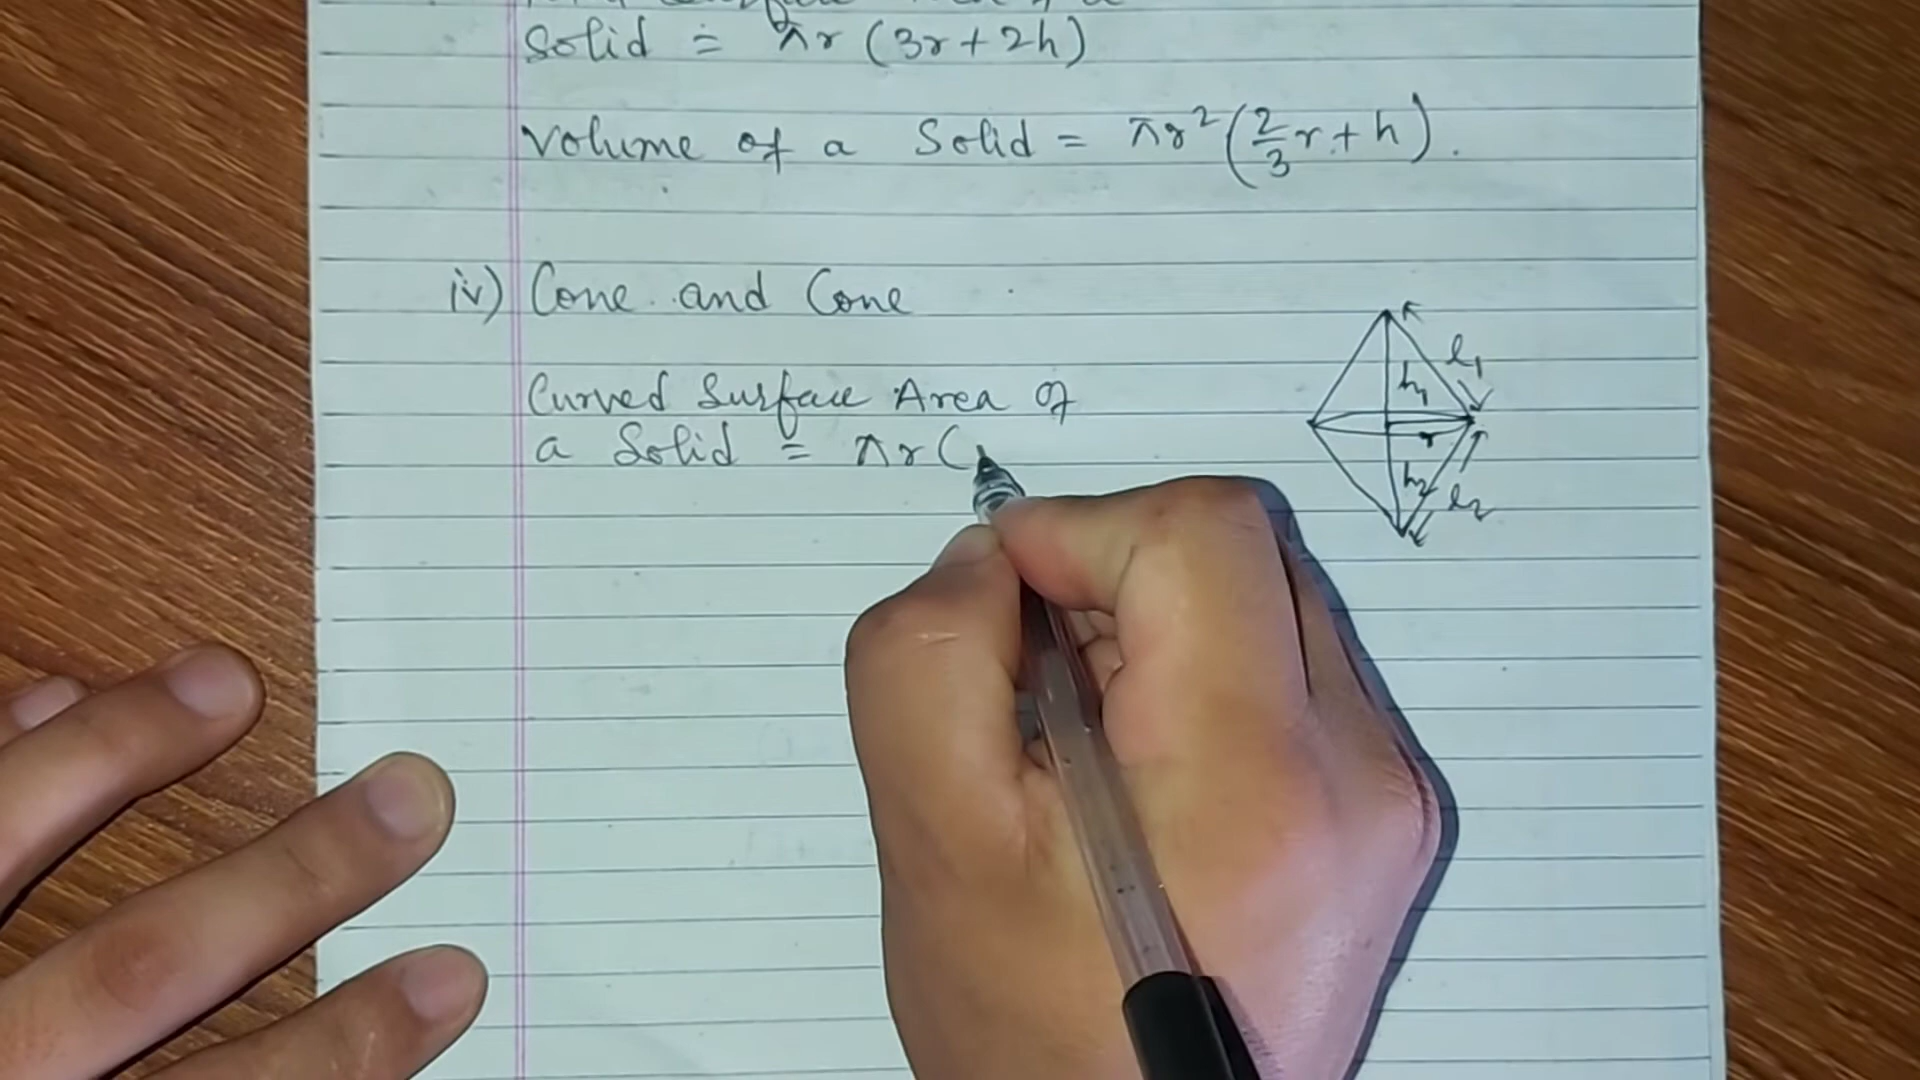 Solid = πr (3r+2h)
Volume of a Solid = πr²(2/3 r + h).
iv) Cone and Cone
Curved Surface Area of
a Solid = πr(
l₁
h₁
r
h₂
l₂